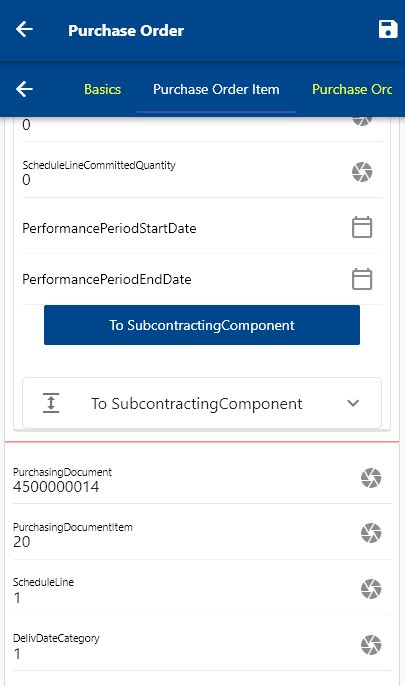 Purchase Order
Basics
Purchase Order Item
Purchase Orc
0
ScheduleLineCommittedQuantity
0
PerformancePeriodStartDate
PerformancePeriodEndDate
To SubcontractingComponent
To SubcontractingComponent
PurchasingDocument
4500000014
PurchasingDocumentItem
20
ScheduleLine
1
DelivDateCategory
1